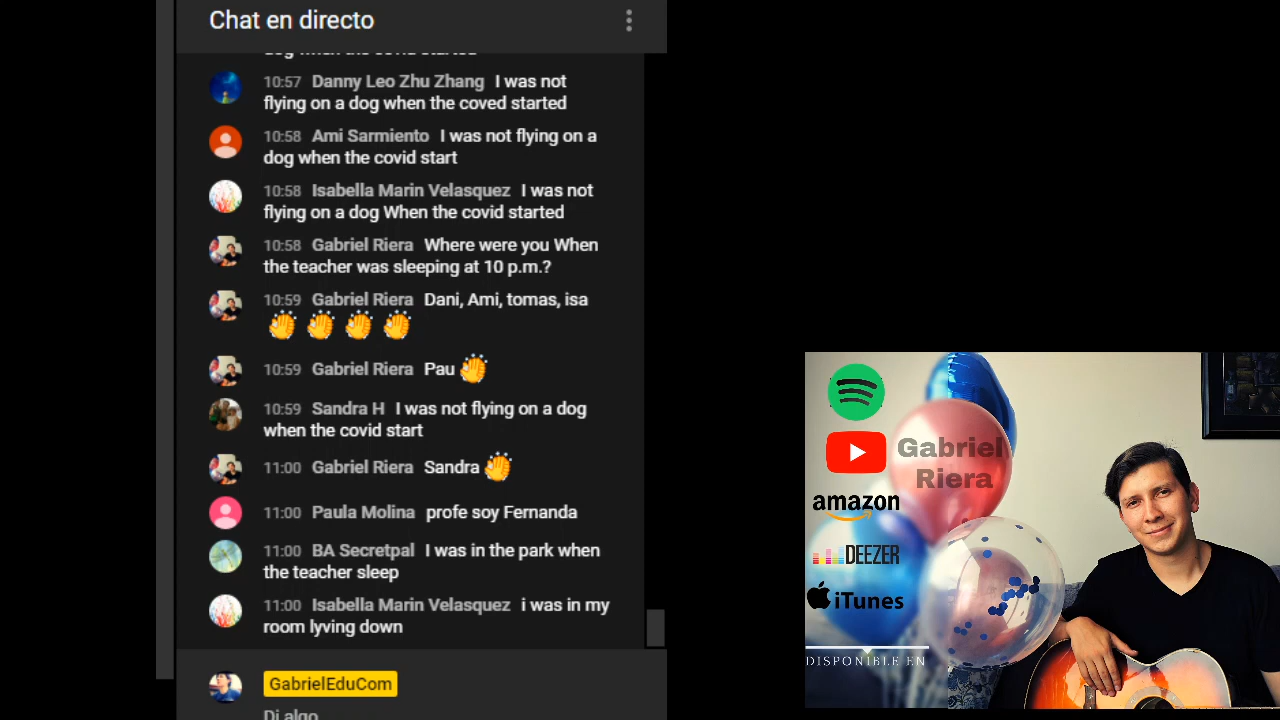 Chat en directo
dog when the covid started
10:57 Danny Leo Zhu Zhang I was not
flying on a dog when the coved started
10:58 Ami Sarmiento I was not flying on a
dog when the covid start
10:58 Isabella Marin Velasquez I was not
flying on a dog When the covid started
10:58 Gabriel Riera Where were you When
the teacher was sleeping at 10 p.m.?
10:59 Gabriel Riera Dani, Ami, tomas, isa
10:59 Gabriel Riera Pau
10:59 Sandra H I was not flying on a dog
when the covid start
11:00 Gabriel Riera Sandra
11:00 Paula Molina profe soy Fernanda
11:00 BA Secretpal I was in the park when
the teacher sleep
11:00 Isabella Marin Velasquez i was in my
room lyving down
GabrielEduCom
Di algo
Gabriel
Riera
amazon
DEEZER
iTunes
DISPONIBLE EN